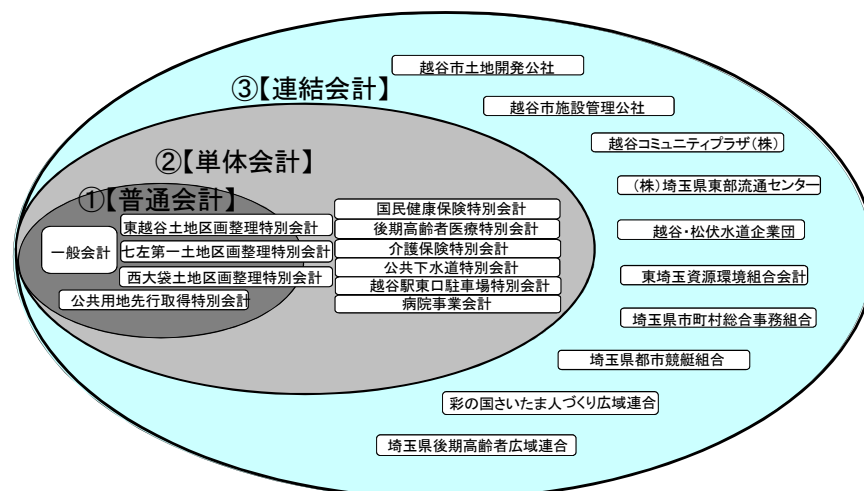 ③【連結会計】
②【単体会計】
①【普通会計】
一般会計
東越谷土地区画整理特別会計
七左第一土地区画整理特別会計
西大袋土地区画整理特別会計
公共用地先行取得特別会計
国民健康保険特別会計
後期高齢者医療特別会計
介護保険特別会計
公共下水道特別会計
越谷駅東口駐車場特別会計
病院事業会計
越谷市土地開発公社
越谷市施設管理公社
越谷コミュニティプラザ(株)
(株)埼玉県東部流通センター
越谷・松伏水道企業団
東埼玉資源環境組合会計
埼玉県市町村総合事務組合
埼玉県都市競艇組合
彩の国さいたま人づくり広域連合
埼玉県後期高齢者広域連合